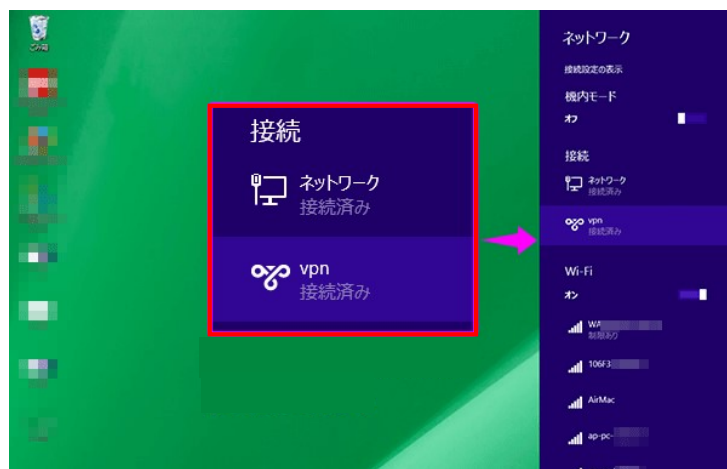 ごみ箱
接続
ネットワーク
接続済み
vpn
接続済み
ネットワーク
接続設定の表示
機内モード
オフ
接続
ネットワーク
接続済み
vpn
接続済み
Wi-Fi
オン
WA
制限あり
106F3
AirMac
ap-pc-